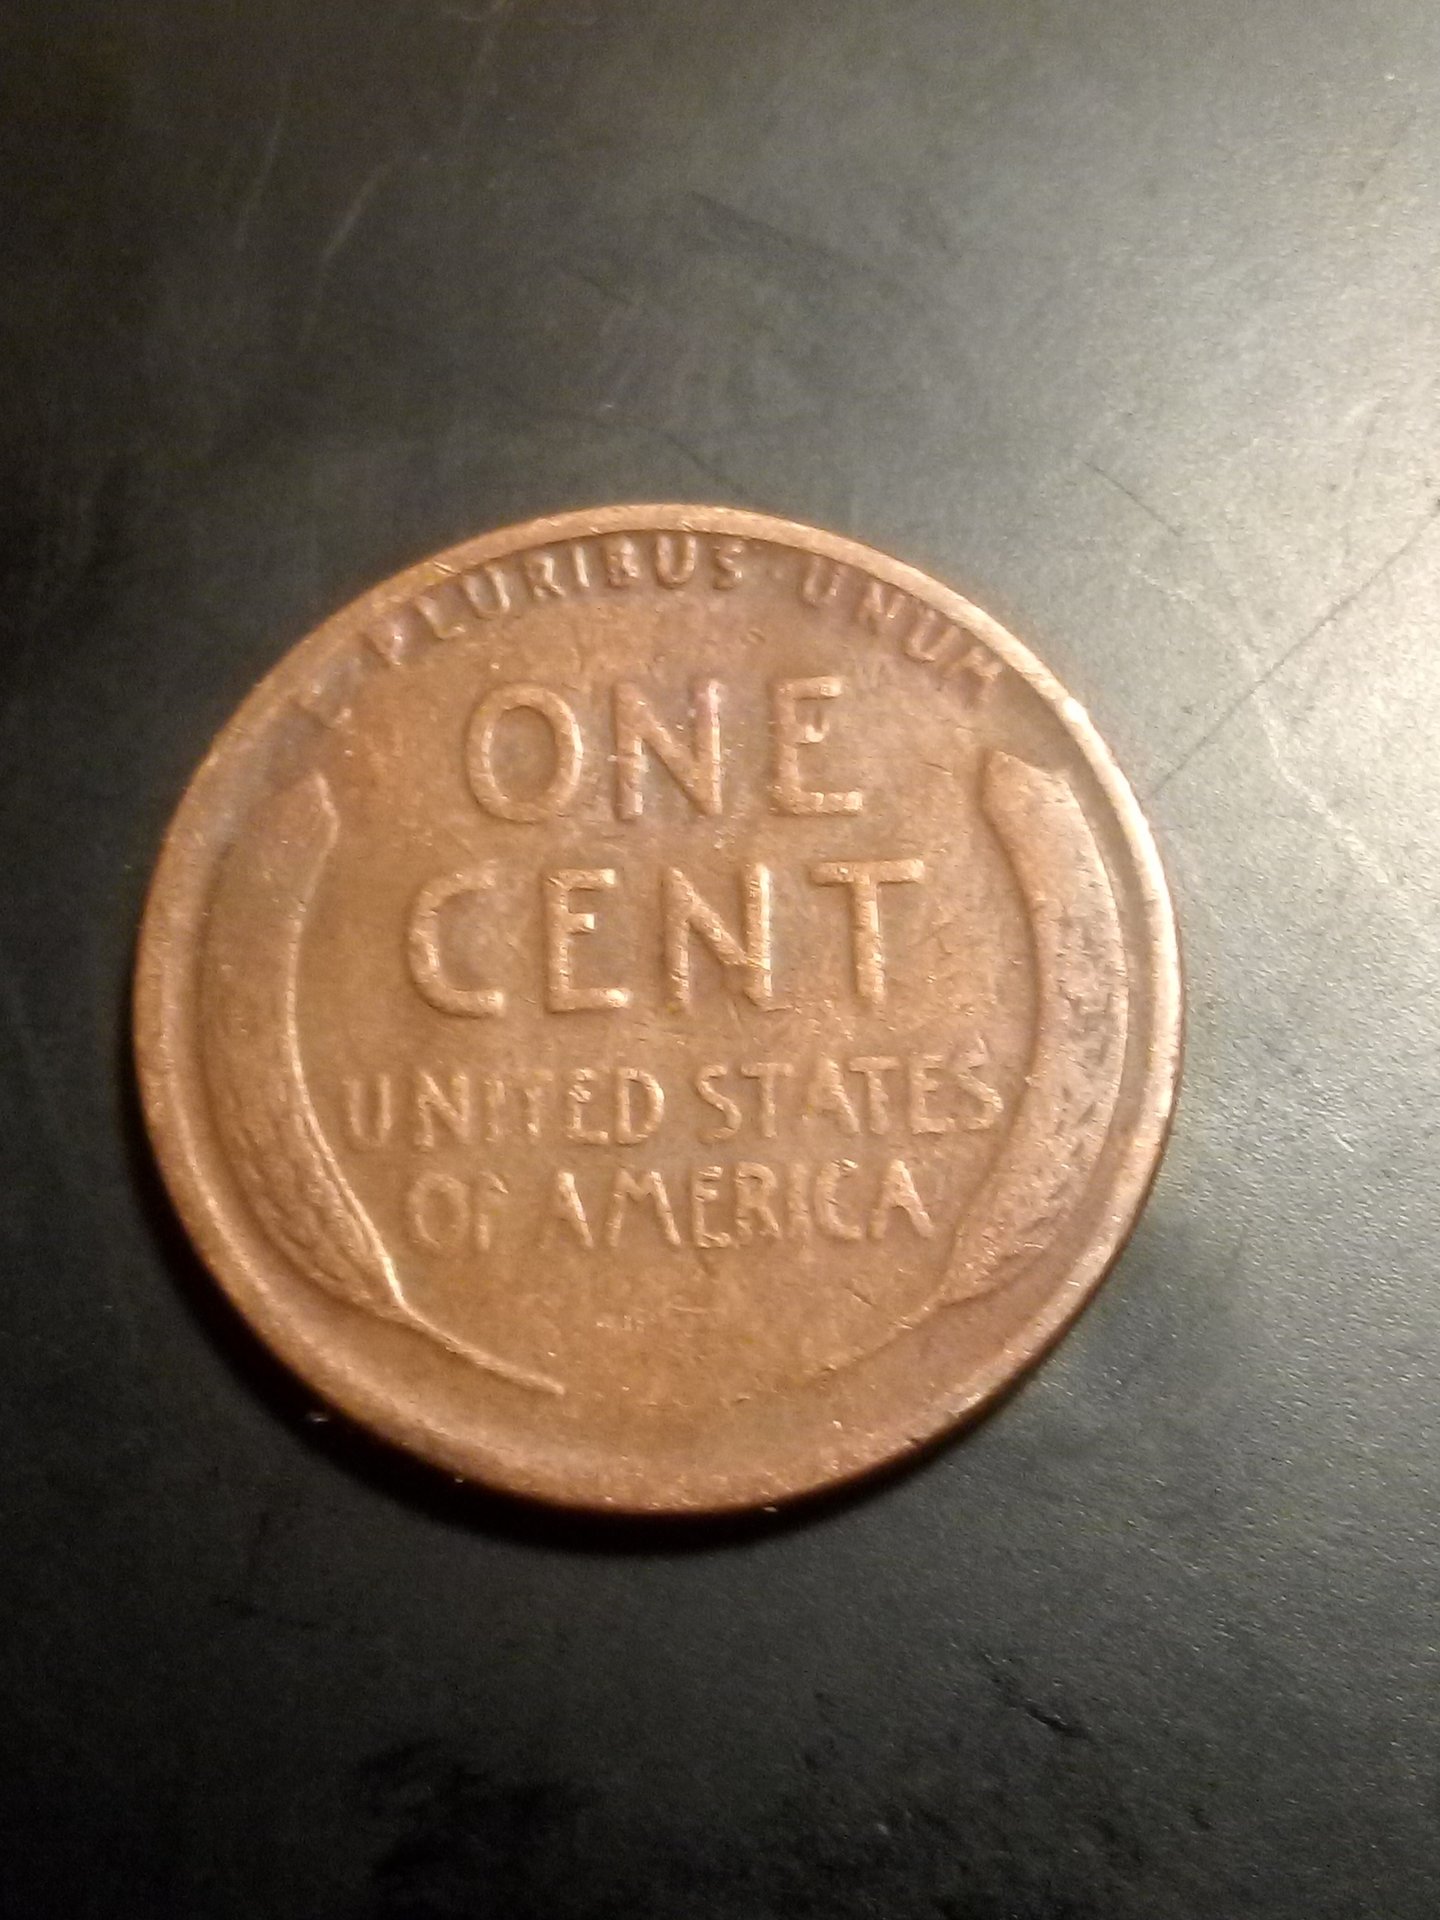 E PLURIBUS · UNUM
ONE
CENT
UNITED STATES
OF AMERICA